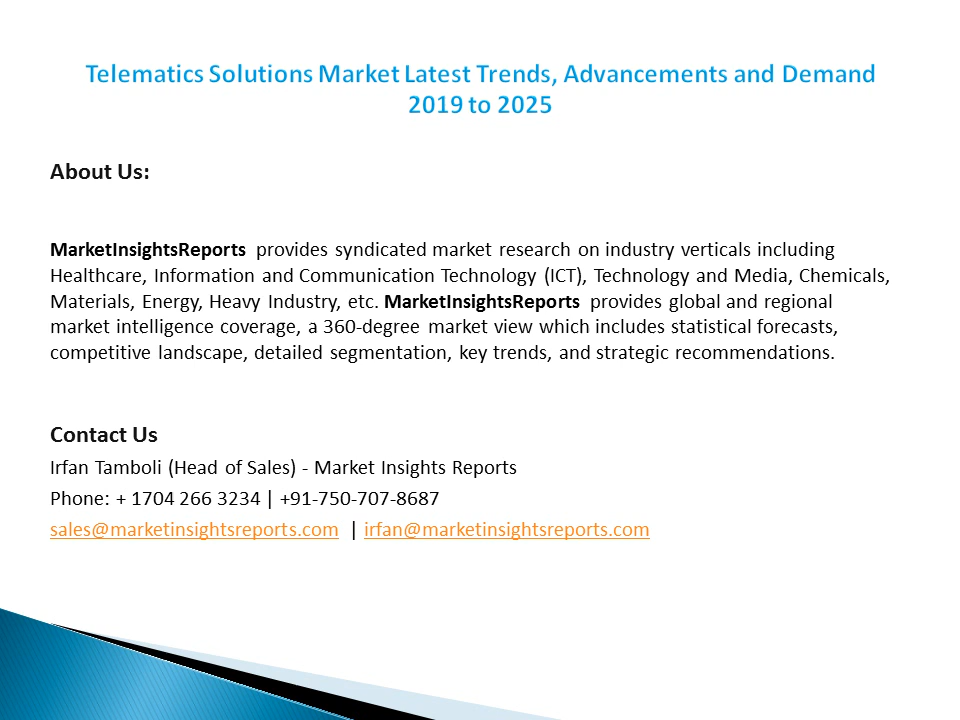 Telematics Solutions Market Latest Trends, Advancements and Demand
2019 to 2025
About Us:
MarketInsightsReports provides syndicated market research on industry verticals including
Healthcare, Information and Communication Technology (ICT), Technology and Media, Chemicals,
Materials, Energy, Heavy Industry, etc. MarketInsightsReports provides global and regional
market intelligence coverage, a 360-degree market view which includes statistical forecasts,
competitive landscape, detailed segmentation, key trends, and strategic recommendations.
Contact Us
Irfan Tamboli (Head of Sales) - Market Insights Reports
Phone: + 1704 266 3234 | +91-750-707-8687
sales@marketinsightsreports.com | irfan@marketinsightsreports.com